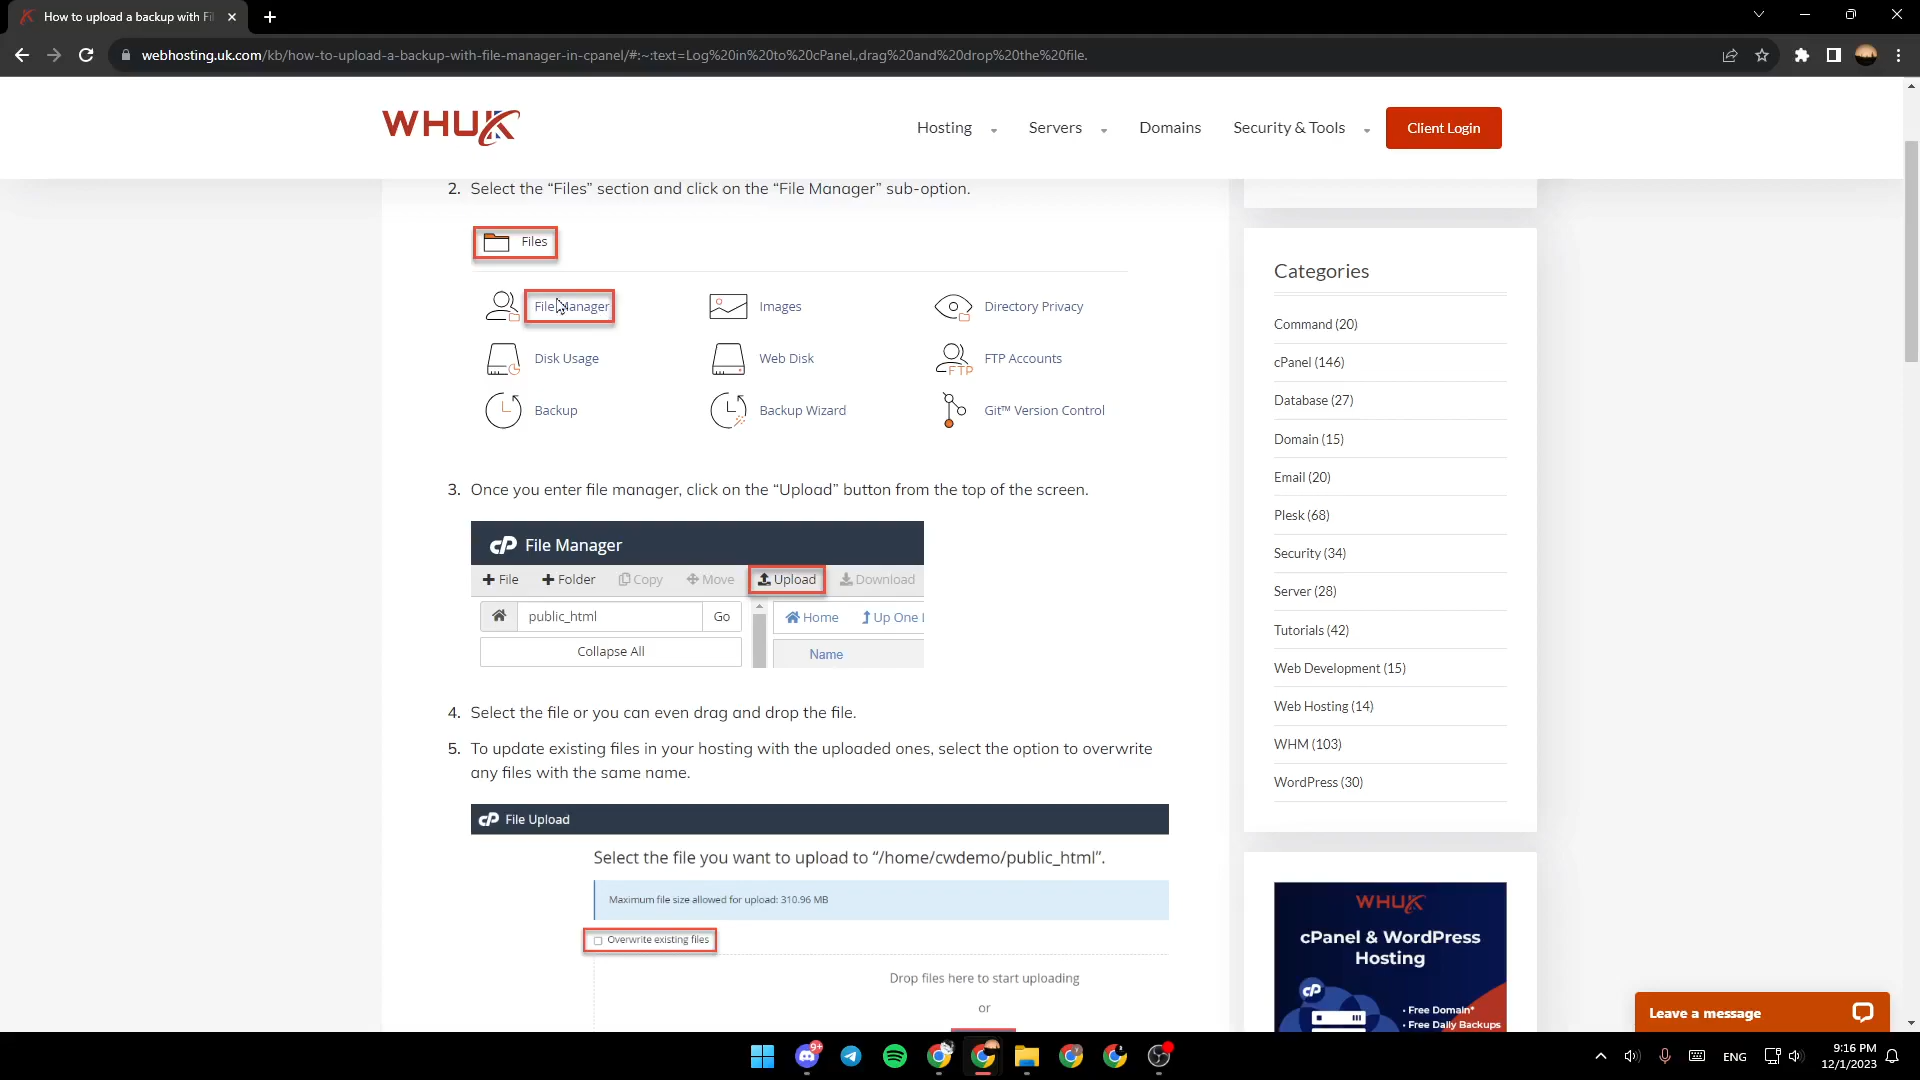 How to upload a backup with Fi
webhosting.uk.com/kb/how-to-upload-a-backup-with-file-manager-in-cpanel/#:~:text=Log%20in%20to%20cPanel.,drag%20and%20drop%20the%20file.
WHUK
Hosting
Servers
Domains
Security & Tools
Client Login
2. Select the “Files” section and click on the “File Manager” sub-option.
Files
File Manager
Images
Directory Privacy
Disk Usage
Web Disk
FTP
FTP Accounts
Backup
Backup Wizard
Git™ Version Control
3. Once you enter file manager, click on the “Upload” button from the top of the screen.
cP File Manager
File
Folder
Copy
Move
Upload
Download
public_html
Go
Home
Up One
Collapse All
Name
4. Select the file or you can even drag and drop the file.
5. To update existing files in your hosting with the uploaded ones, select the option to overwrite
any files with the same name.
cP File Upload
Select the file you want to upload to “/home/cwdemo/public_html”.
Maximum file size allowed for upload: 310.96 MB
Overwrite existing files
Drop files here to start uploading
or
Categories
Command (20)
cPanel (146)
Database (27)
Domain (15)
Email (20)
Plesk (68)
Security (34)
Server (28)
Tutorials (42)
Web Development (15)
Web Hosting (14)
WHM (103)
WordPress (30)
WHUK
cPanel & WordPress
Hosting
cP
• Free Domain*
• Free Daily Backups
Leave a message
9+
ENG
9:16 PM
12/1/2023